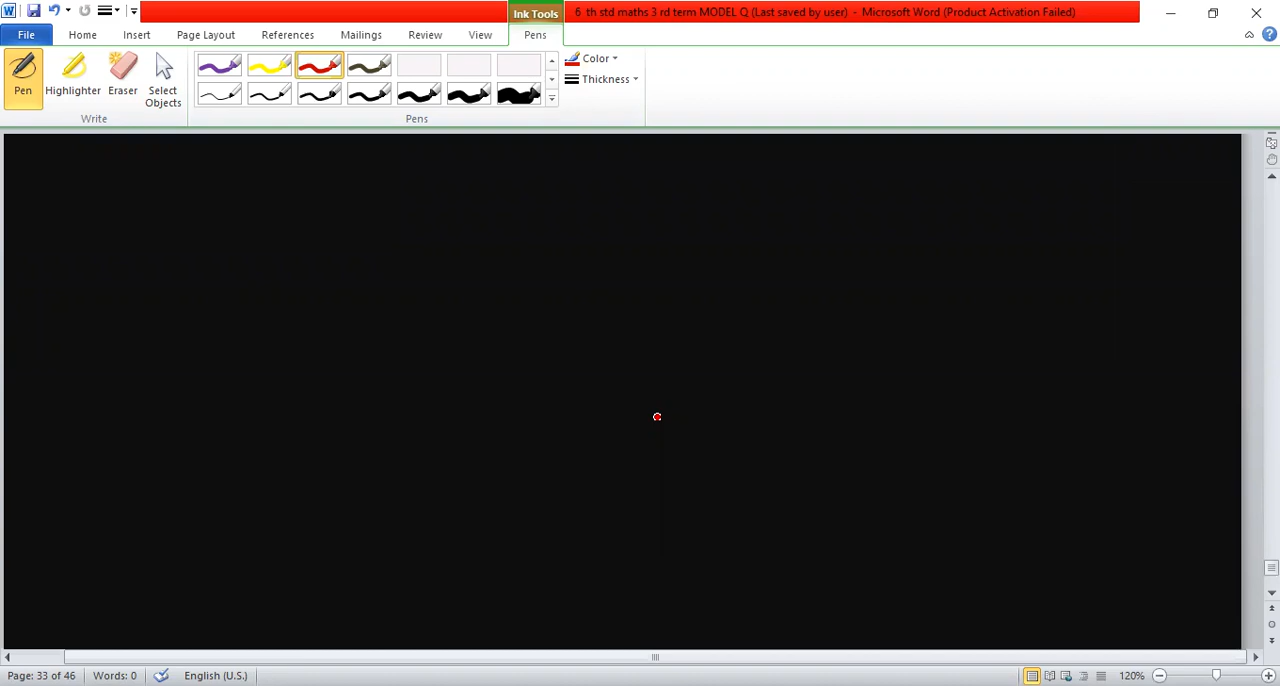 Ink Tools
6 th std maths 3 rd term MODEL Q (Last saved by user) - Microsoft Word (Product Activation Failed)
File Home Insert Page Layout References Mailings Review View Pens
Pen Highlighter Eraser Select Objects
Color
Thickness
Write Pens
Page: 33 of 46 Words: 0 English (U.S.) 120%